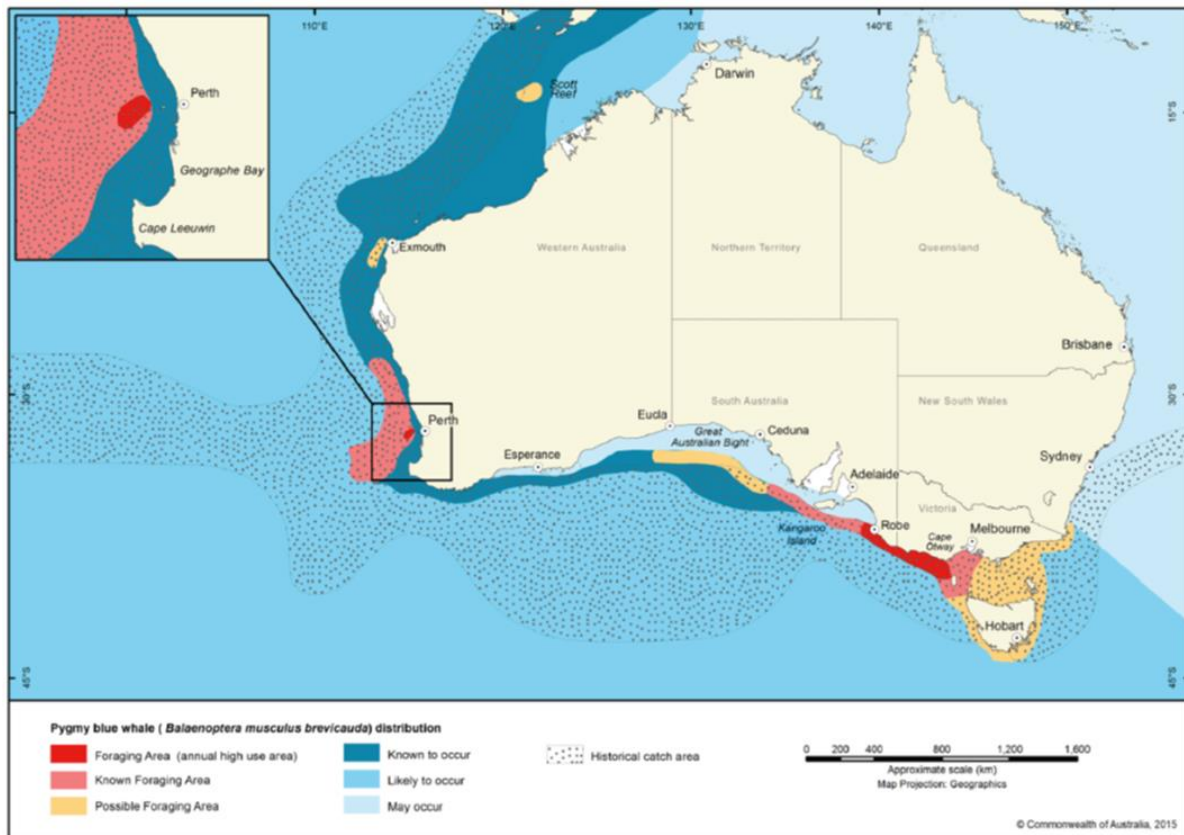 110°E
120°E
130°E
140°E
150°E
Perth
Geographe Bay
Cape Leeuwin
Scott
Reef
Darwin
15°S
15°S
Exmouth
Western Australia
Northern Territory
Queensland
Brisbane
30°S
30°S
South Australia
New South Wales
Perth
Eucla
Great
Australian Bight
Ceduna
Esperance
Sydney
Adelaide
Victoria
Kangaroo
Island
Robe
Cape
Otway
Melbourne
Hobart
45°S
45°S
Pygmy blue whale ( Balaenoptera musculus brevicauda) distribution
Foraging Area (annual high use area)
Known to occur
Historical catch area
0 200 400 800 1,200 1,600
Known Foraging Area
Likely to occur
Approximate scale (km)
Map Projection: Geographics
Possible Foraging Area
May occur
© Commonwealth of Australia, 2015